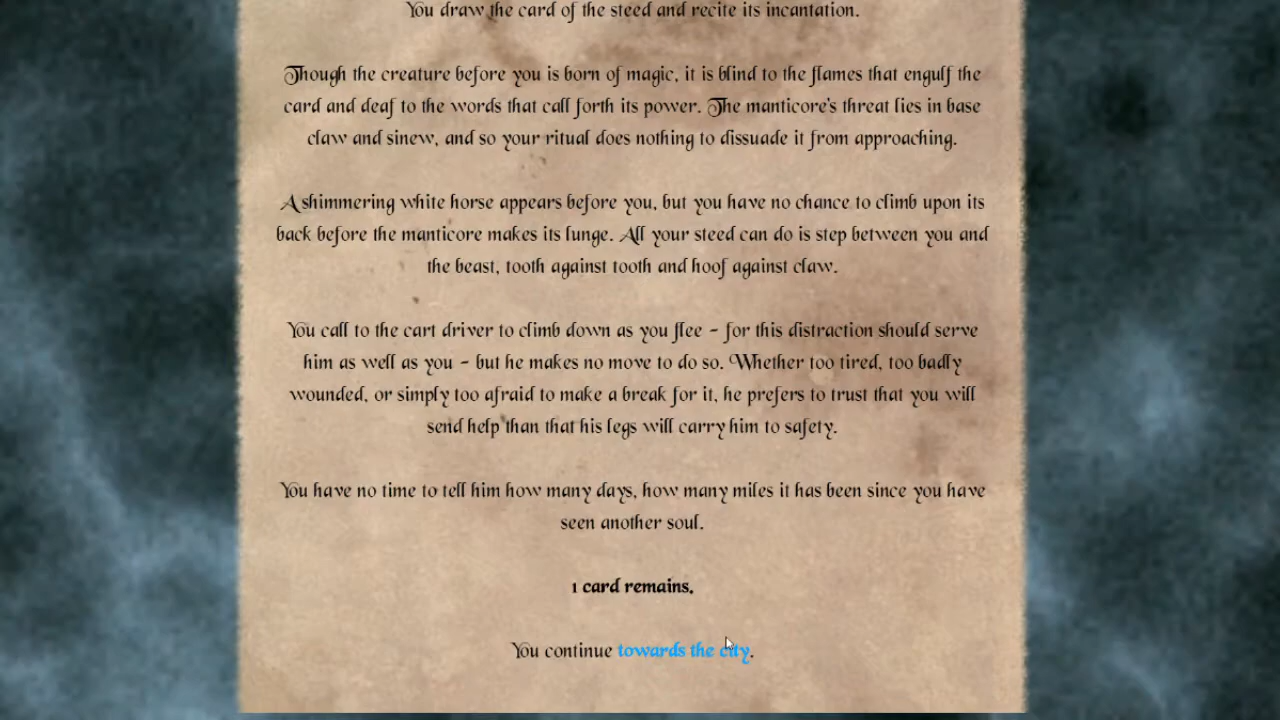 You draw the card of the steed and recite its incantation.
Though the creature before you is born of magic, it is blind to the flames that engulf the
card and deaf to the words that call forth its power. The manticore's threat lies in base
claw and sinew, and so your ritual does nothing to dissuade it from approaching.
A shimmering white horse appears before you, but you have no chance to climb upon its
back before the manticore makes its lunge. All your steed can do is step between you and
the beast, tooth against tooth and hoof against claw.
You call to the cart driver to climb down as you flee - for this distraction should serve
him as well as you - but he makes no move to do so. Whether too tired, too badly
wounded, or simply too afraid to make a break for it, he prefers to trust that you will
send help than that his legs will carry him to safety.
You have no time to tell him how many days, how many miles it has been since you have
seen another soul.
1 card remains.
You continue towards the city.